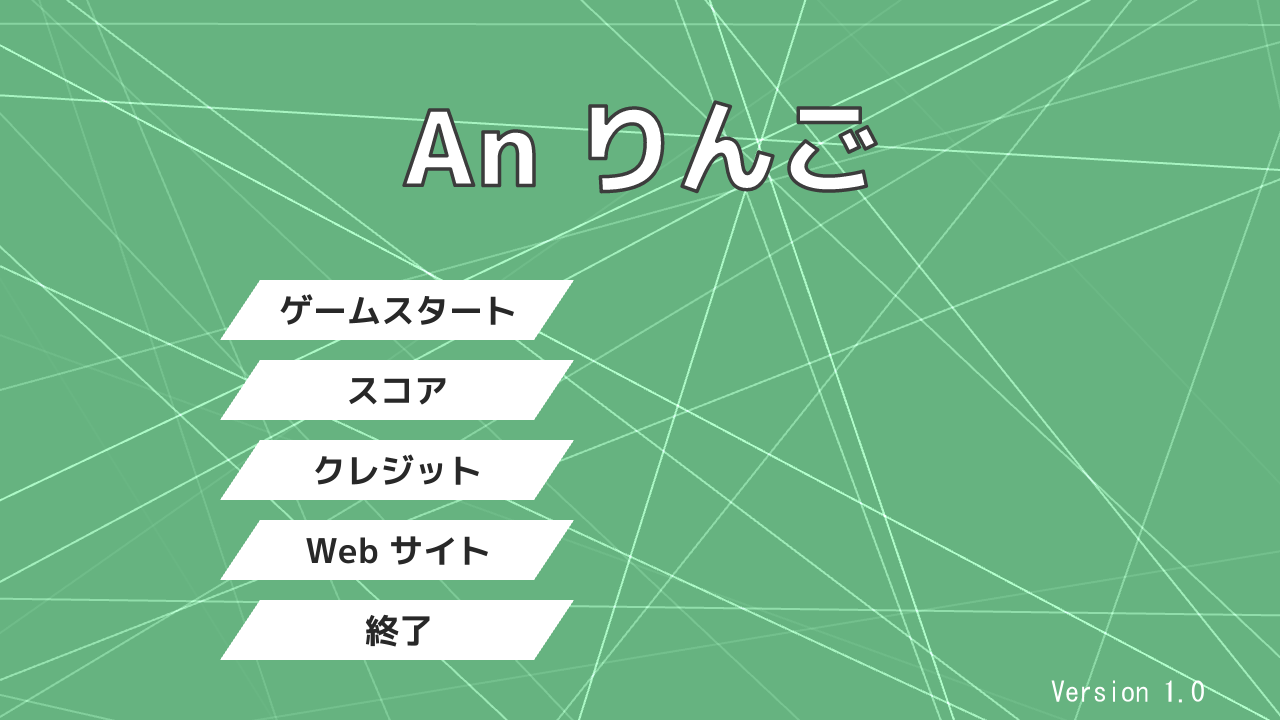 An りんご
ゲームスタート
スコア
クレジット
Web サイト
終了
Version 1.0